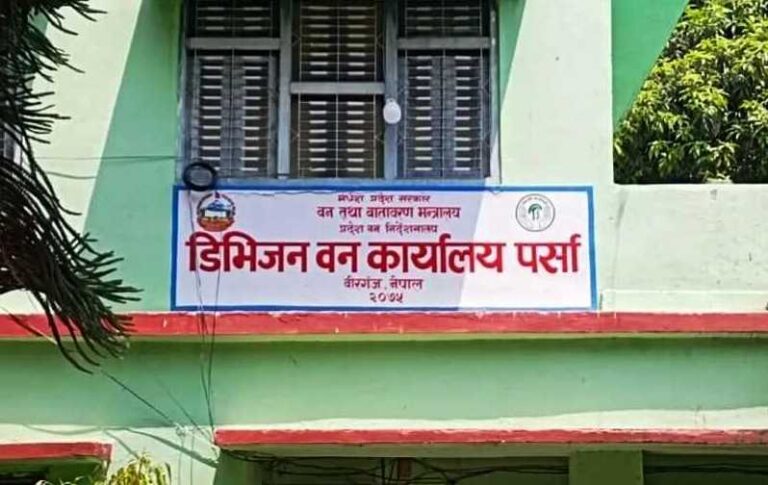 मधेश प्रदेश सरकार
वन तथा वातावरण मन्त्रालय
प्रदेश वन निर्देशनालय
डिभिजन वन कार्यालय पर्सा
वीरगंज, नेपाल
२०७५